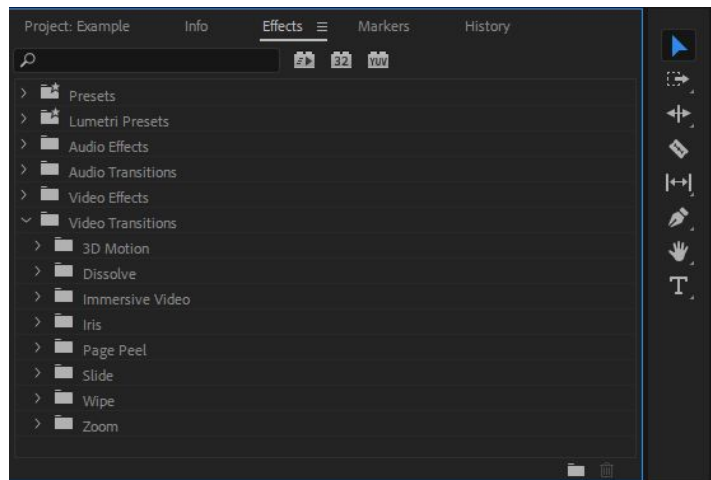 Project: Example Info Effects Markers History
32 YUV
Presets
Lumetri Presets
Audio Effects
Audio Transitions
Video Effects
Video Transitions
3D Motion
Dissolve
Immersive Video
Iris
Page Peel
Slide
Wipe
Zoom
T